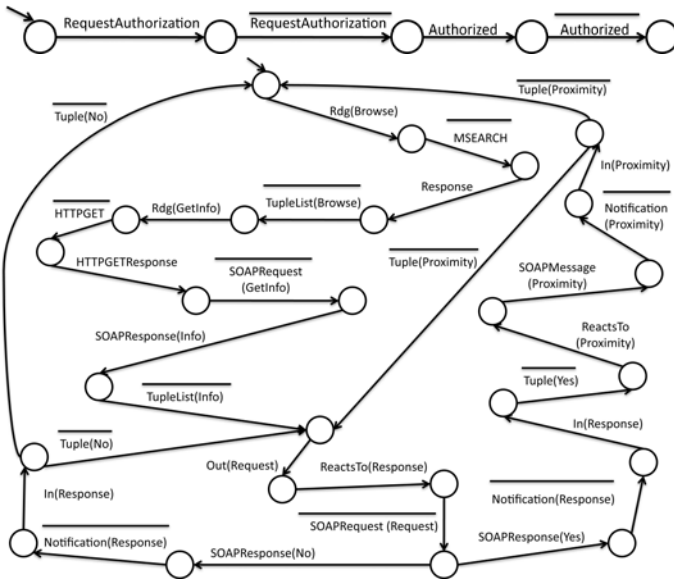 RequestAuthorization
RequestAuthorization
Authorized
Authorized
Tuple(No)
Tuple(Proximity)
Rdg(Browse)
MSEARCH
In(Proximity)
Response
Rdg(GetInfo)
TupleList(Browse)
HTTPGET
Notification
(Proximity)
HTTPGETResponse
SOAPRequest
(GetInfo)
Tuple(Proximity)
SOAPMessage
(Proximity)
SOAPResponse(Info)
ReactsTo
(Proximity)
TupleList(Info)
Tuple(Yes)
Tuple(No)
In(Response)
Out(Request)
ReactsTo(Response)
In(Response)
Notification(Response)
SOAPRequest (Request)
Notification(Response)
SOAPResponse(No)
SOAPResponse(Yes)